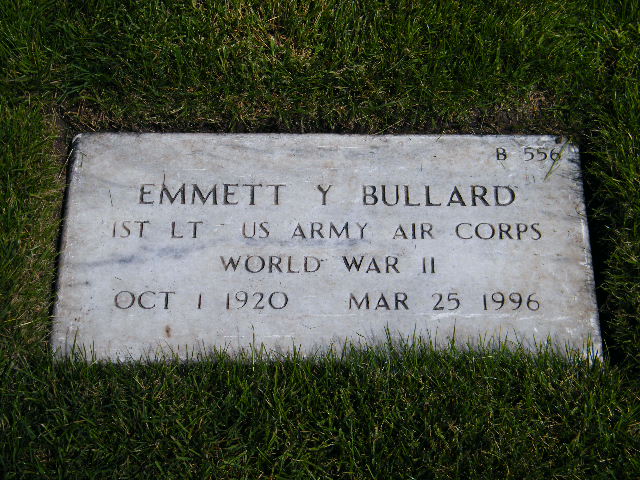 B 556
EMMETT Y BULLARD
1ST LT US ARMY AIR CORPS
WORLD WAR II
OCT 1 1920 MAR 25 1996